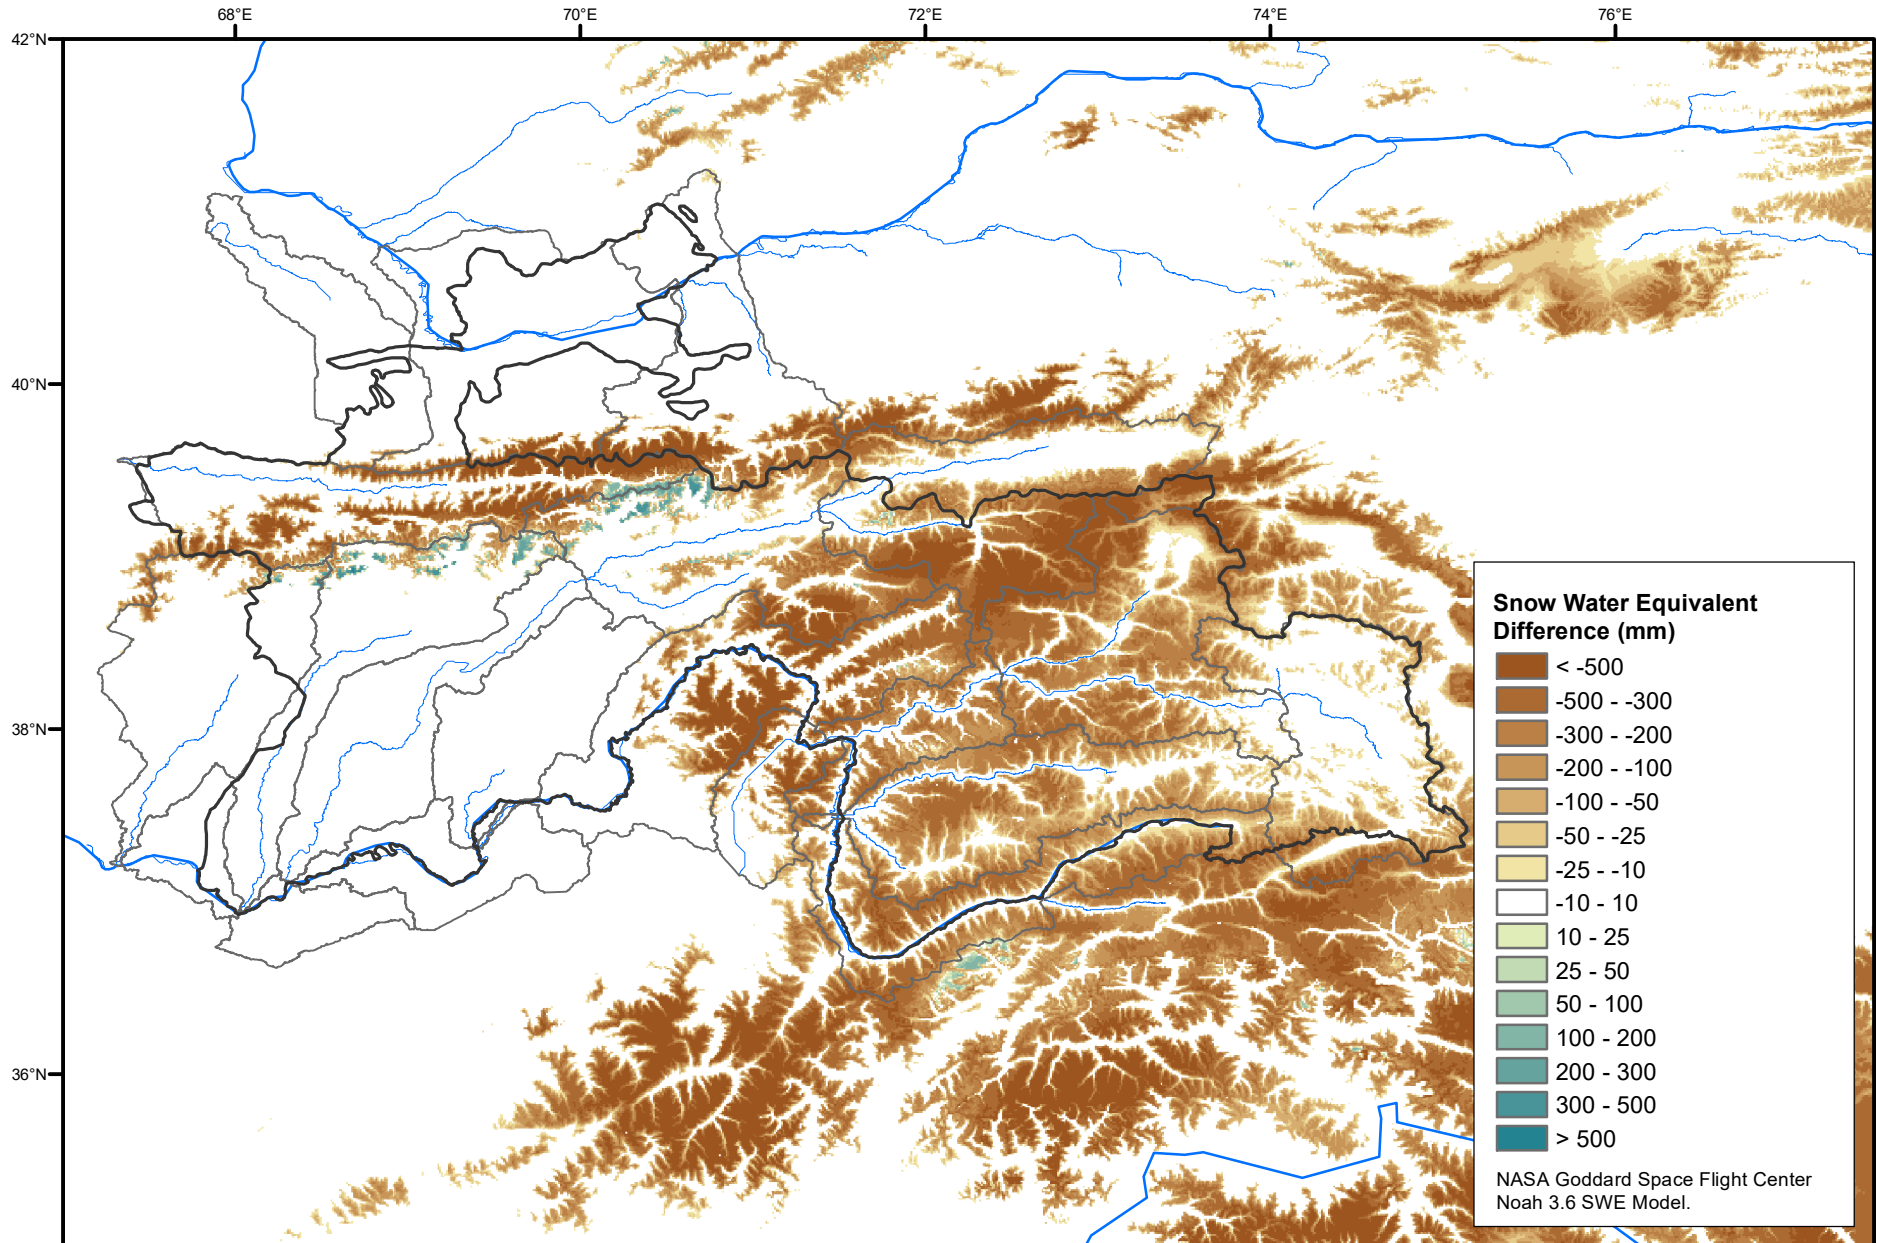 68°E
70°E
72°E
74°E
76°E
42°N
40°N
38°N
36°N
Snow Water Equivalent
Difference (mm)
< -500
-500 - -300
-300 - -200
-200 - -100
-100 - -50
-50 - -25
-25 - -10
-10 - 10
10 - 25
25 - 50
50 - 100
100 - 200
200 - 300
300 - 500
> 500
NASA Goddard Space Flight Center
Noah 3.6 SWE Model.